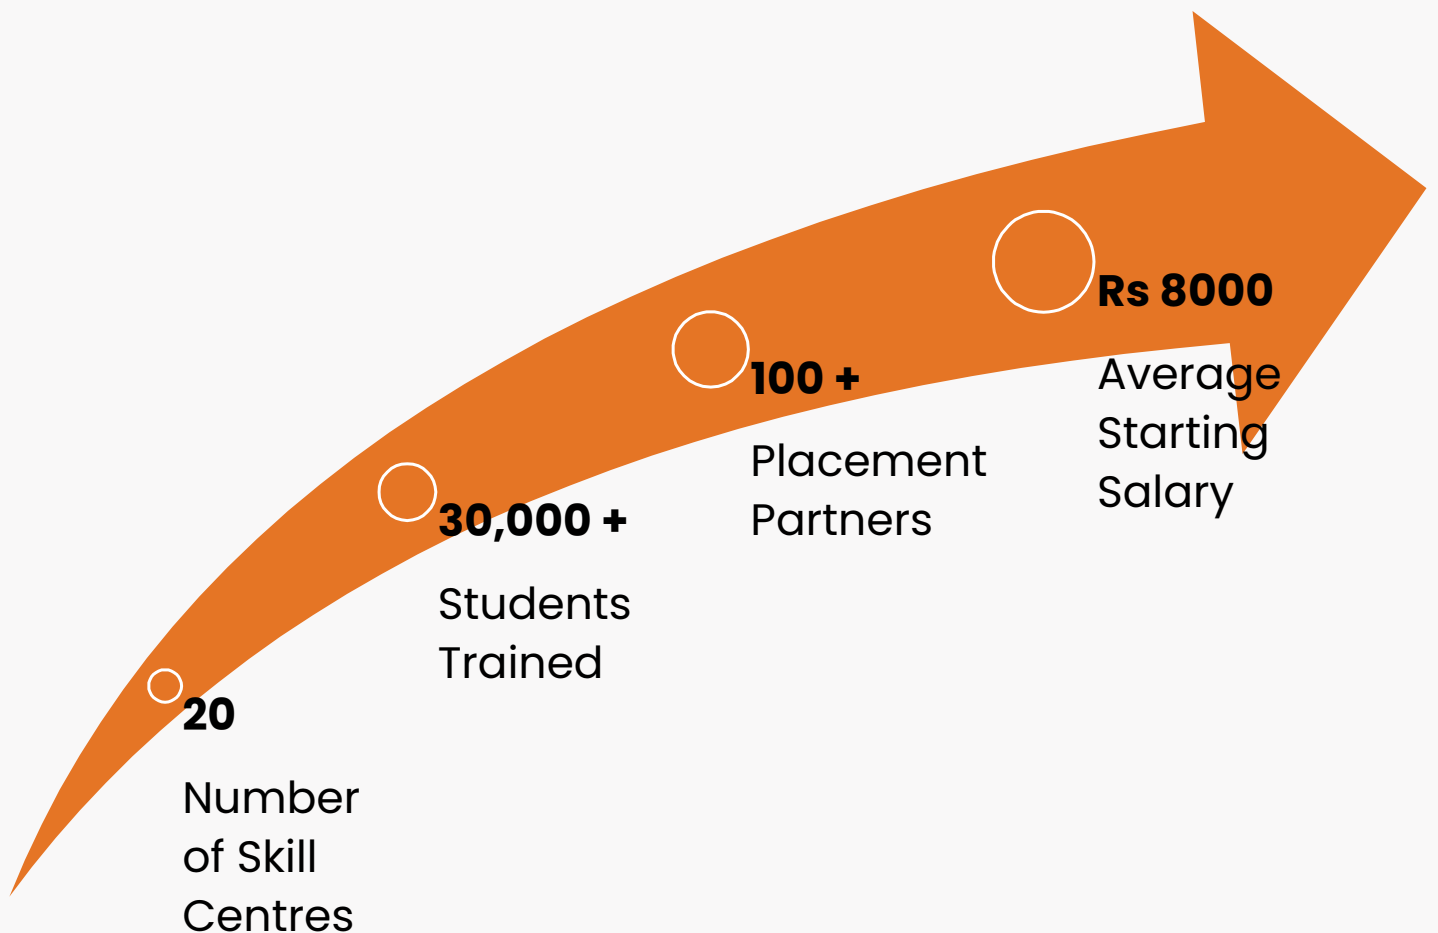 20
Number
of Skill
Centres
30,000 +
Students
Trained
100 +
Placement
Partners
Rs 8000
Average
Starting
Salary